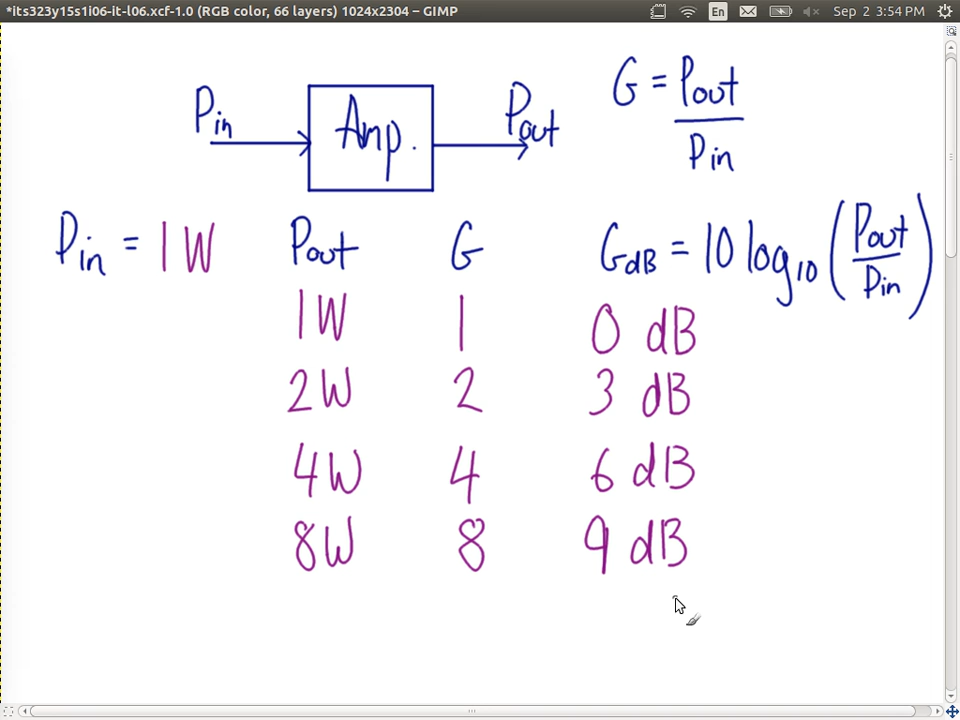 *its323y15s1i06-it-l06.xcf-1.0 (RGB color, 66 layers) 1024x2304 – GIMP En Sep 2 3:54 PM
Pin Amp. Pout G = Pout / Pin
Pin = 1W Pout G GdB = 10 log10 (Pout / Pin)
1W 1 0 dB
2W 2 3 dB
4W 4 6 dB
8W 8 9 dB